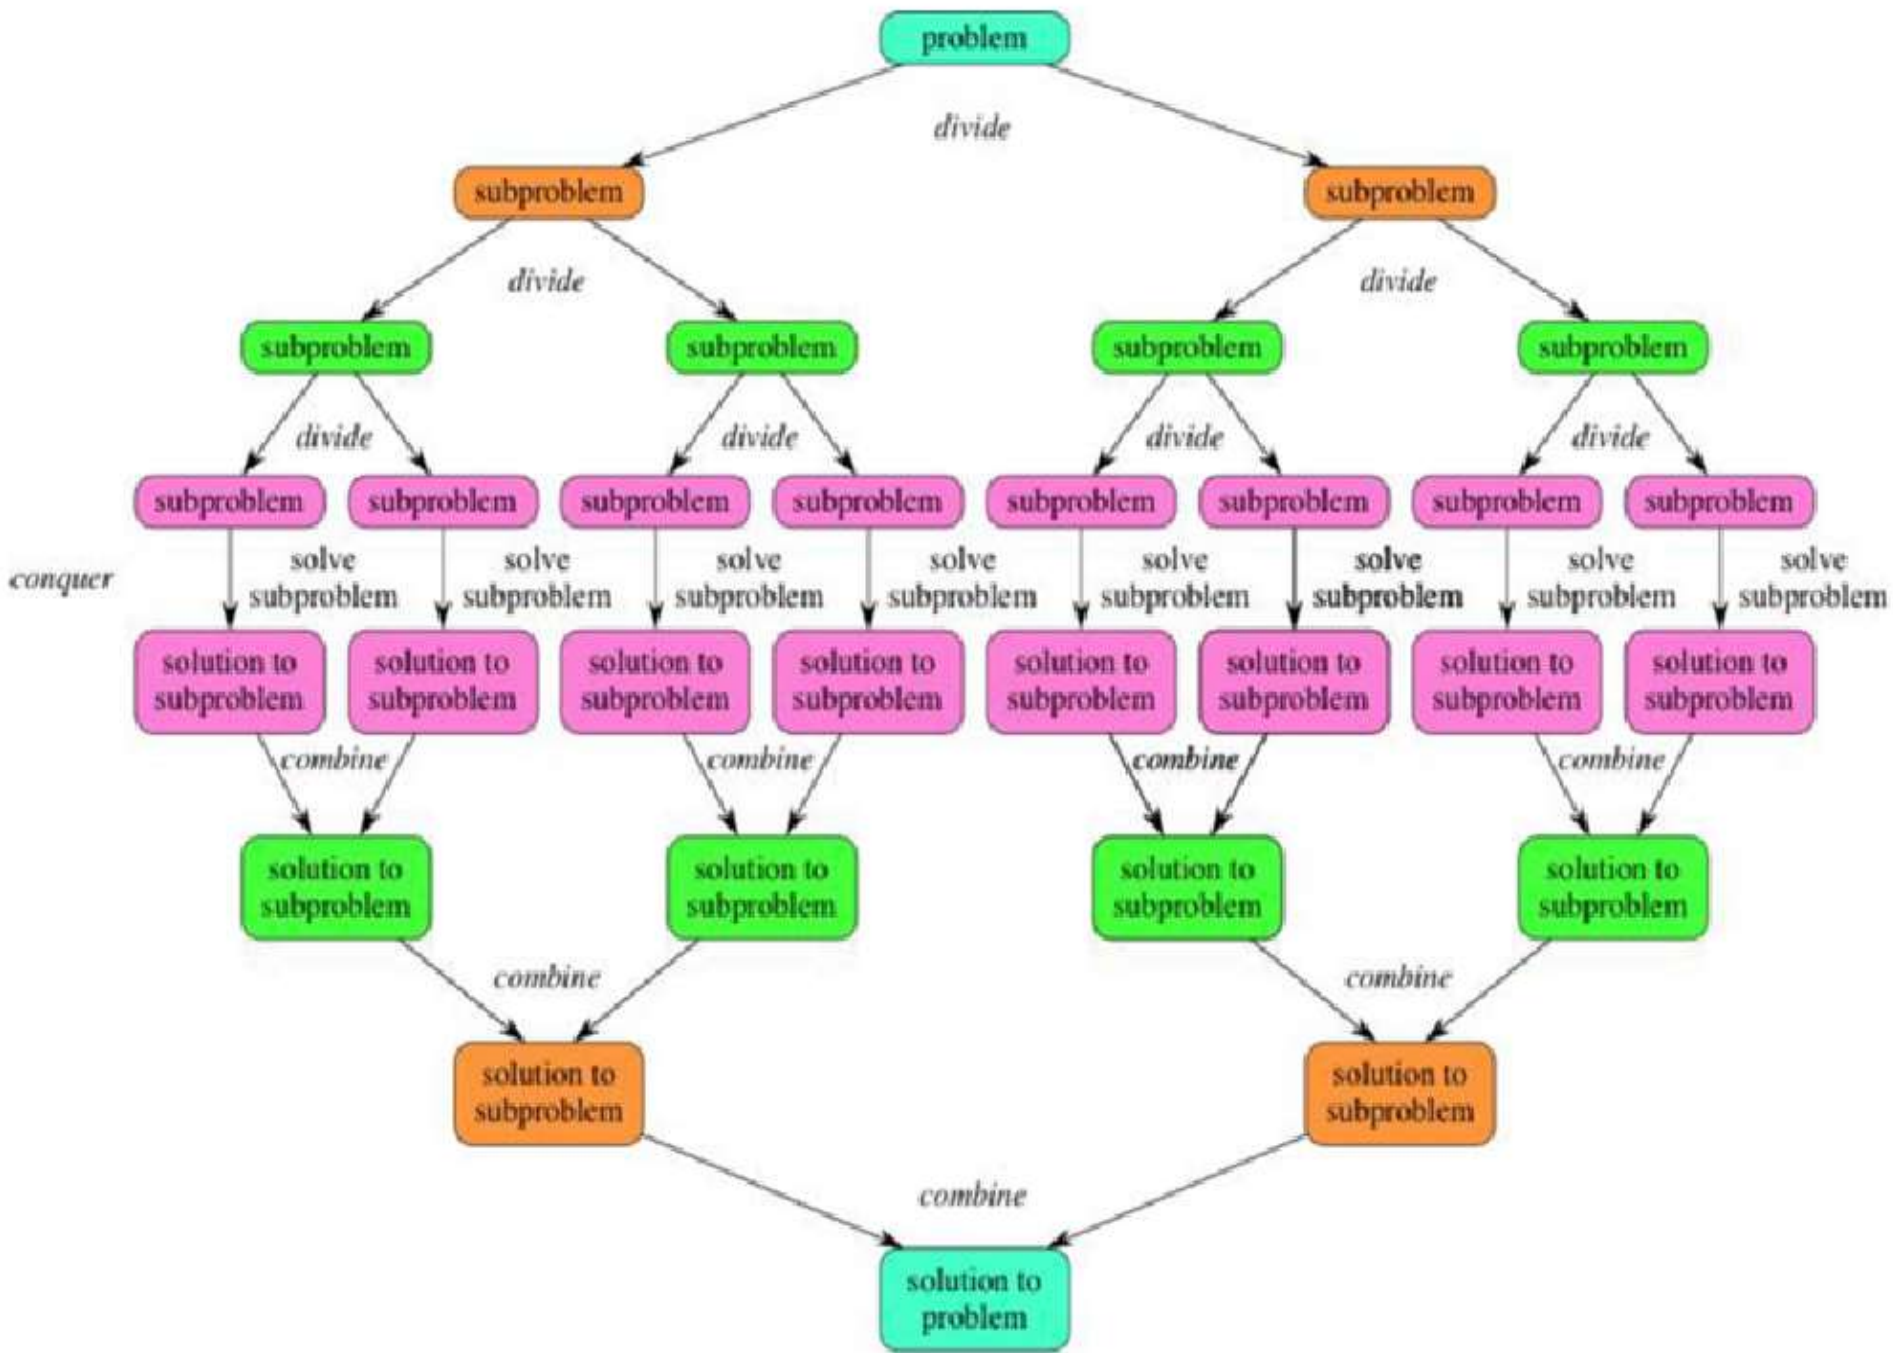 problem
divide
subproblem subproblem
divide divide
subproblem subproblem subproblem subproblem
divide divide divide divide
subproblem subproblem subproblem subproblem subproblem subproblem subproblem subproblem
solve solve solve solve solve solve solve solve
conquer
subproblem subproblem subproblem subproblem subproblem subproblem subproblem subproblem
solution to solution to solution to solution to solution to solution to solution to solution to
subproblem subproblem subproblem subproblem subproblem subproblem subproblem subproblem
combine combine combine combine
solution to solution to solution to solution to
subproblem subproblem subproblem subproblem
combine combine
solution to solution to
subproblem subproblem
combine
solution to
problem